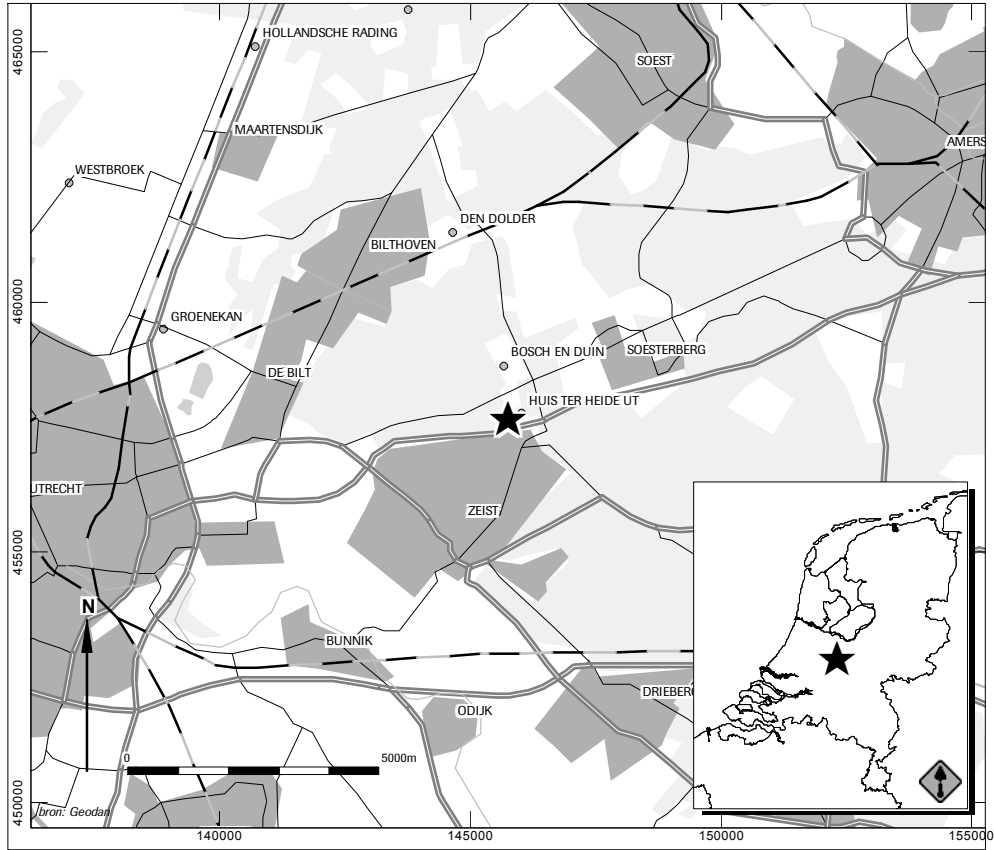 465000
HOLLANDSCHE RADING
SOEST
MAARTENSDIJK
AMERS
WESTBROEK
DEN DOLDER
BILTHOVEN
460000
GROENEKAN
BOSCH EN DUIN
SOESTERBERG
DE BILT
HUIS TER HEIDE UT
UTRECHT
ZEIST
455000
N
BUNNIK
DRIEBERG
ODIJK
0
5000m
450000
bron: Geodan
140000
145000
150000
155000